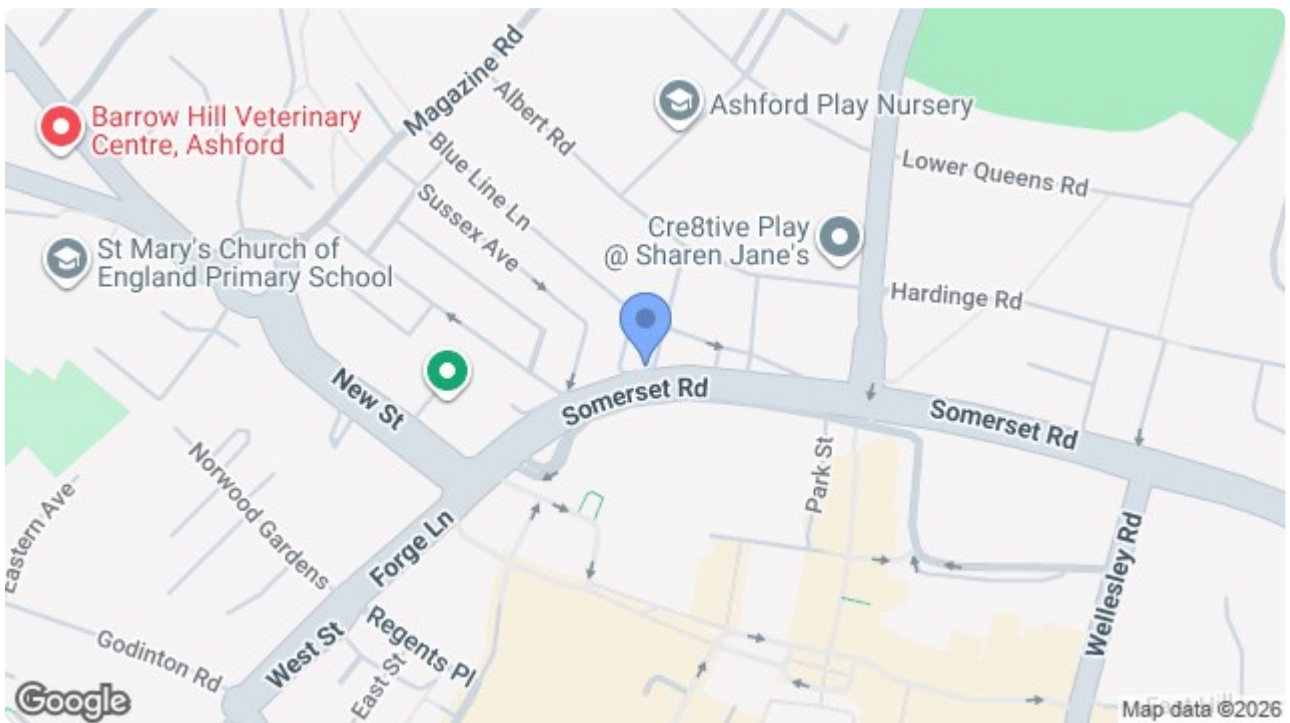 Magazine Rd
Barrow Hill Veterinary
Centre, Ashford
Albert Rd
Ashford Play Nursery
Blue Line Ln
Lower Queens Rd
Sussex Ave
Cre8tive Play
@ Sharen Jane's
St Mary's Church of
England Primary School
Hardinge Rd
New St
Somerset Rd
Somerset Rd
Park St
Norwood Gardens
Eastern Ave
Forge Ln
Wellesley Rd
Regents Pl
Godinton Rd
West St
East St
Google
East Hill
Map data ©2026